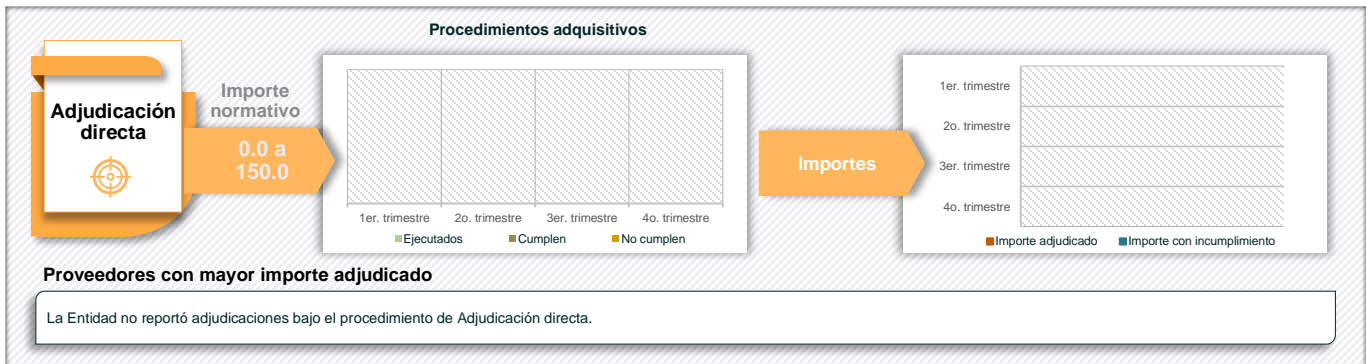 Procedimientos adquisitivos
Adjudicación
directa
Importe
normativo
0.0 a
150.0
1er. trimestre
2o. trimestre
3er. trimestre
4o. trimestre
Ejecutados
Cumplen
No cumplen
Importes
1er. trimestre
2o. trimestre
3er. trimestre
4o. trimestre
Importe adjudicado
Importe con incumplimiento
Proveedores con mayor importe adjudicado
La Entidad no reportó adjudicaciones bajo el procedimiento de Adjudicación directa.